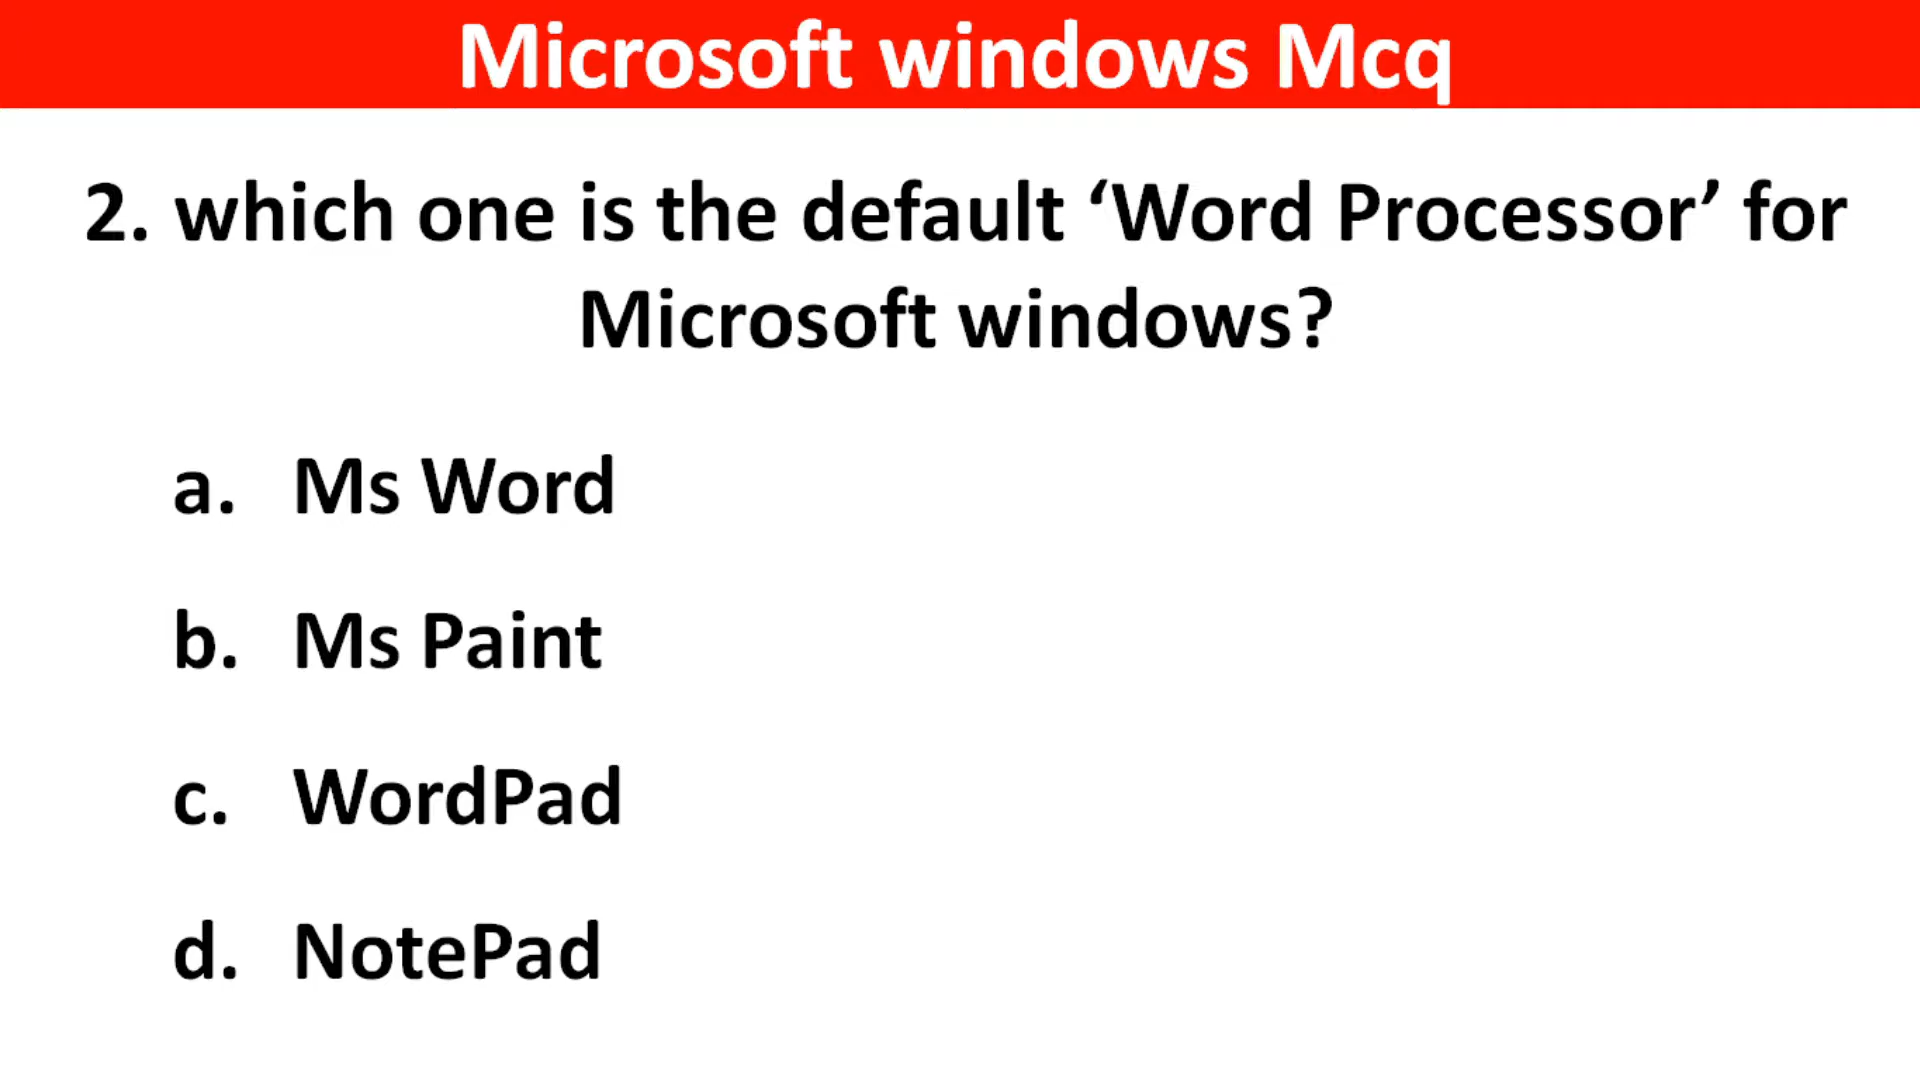 Microsoft windows Mcq
2. which one is the default ‘Word Processor’ for
Microsoft windows?
a. Ms Word
b. Ms Paint
c. WordPad
d. NotePad